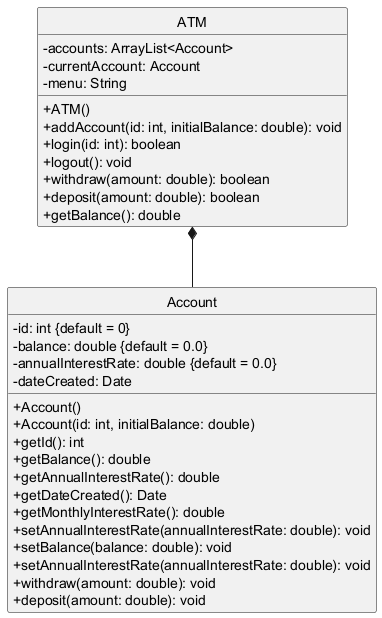 ATM
-accounts: ArrayList<Account>
-currentAccount: Account
-menu: String
+ATM()
+addAccount(id: int, initialBalance: double): void
+login(id: int): boolean
+logout(): void
+withdraw(amount: double): boolean
+deposit(amount: double): boolean
+getBalance(): double
Account
-id: int {default = 0}
-balance: double {default = 0.0}
-annualInterestRate: double {default = 0.0}
-dateCreated: Date
+Account()
+Account(id: int, initialBalance: double)
+getId(): int
+getBalance(): double
+getAnnualInterestRate(): double
+getDateCreated(): Date
+getMonthlyInterestRate(): double
+setAnnualInterestRate(annualInterestRate: double): void
+setBalance(balance: double): void
+setAnnualInterestRate(annualInterestRate: double): void
+withdraw(amount: double): void
+deposit(amount: double): void